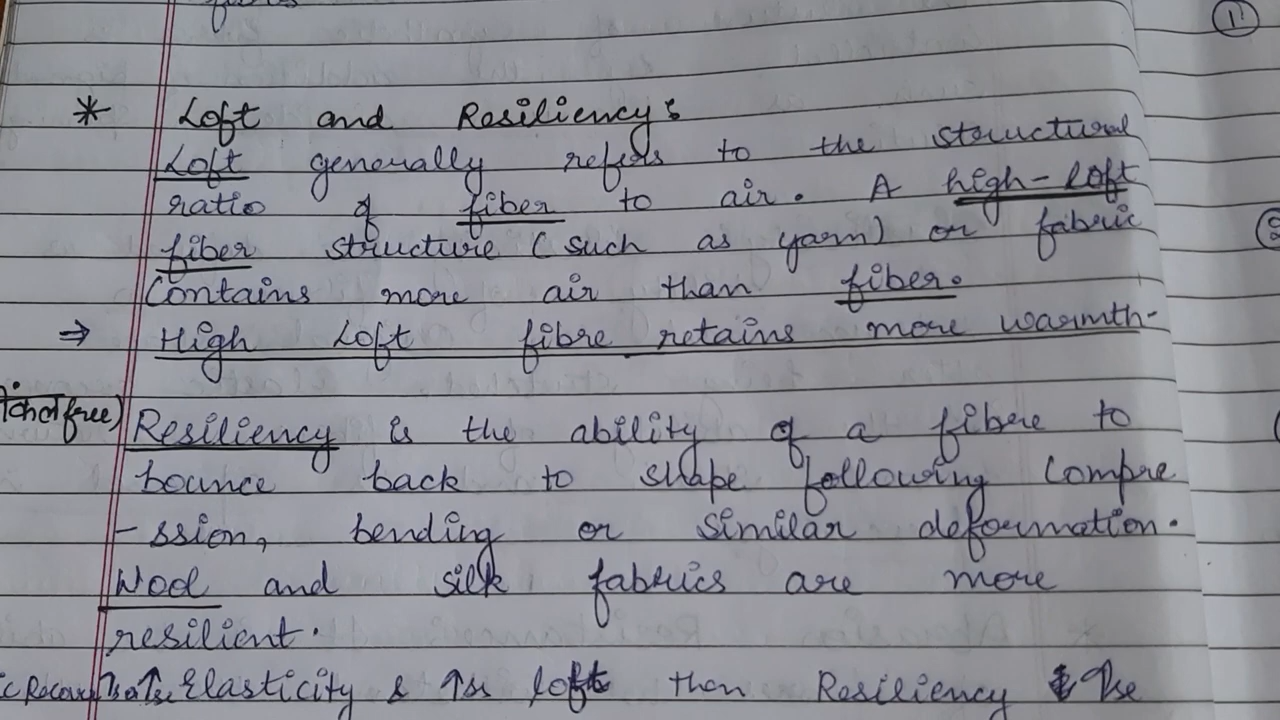 * Loft and Resiliency:
Loft generally refers to the structural
ratio of fiber to air. A high-loft
fiber structure (such as yarn) or fabric
Contains more air than fiber.
⇒ High Loft fibre retains more warmth-
free) Resiliency is the ability of a fibre to
bounce back to shape following Compre
-ssion, bending or similar deformation.
Wool and silk fabrics are more
resilient.
Elasticity & ↑se loft then Resiliency ↑se